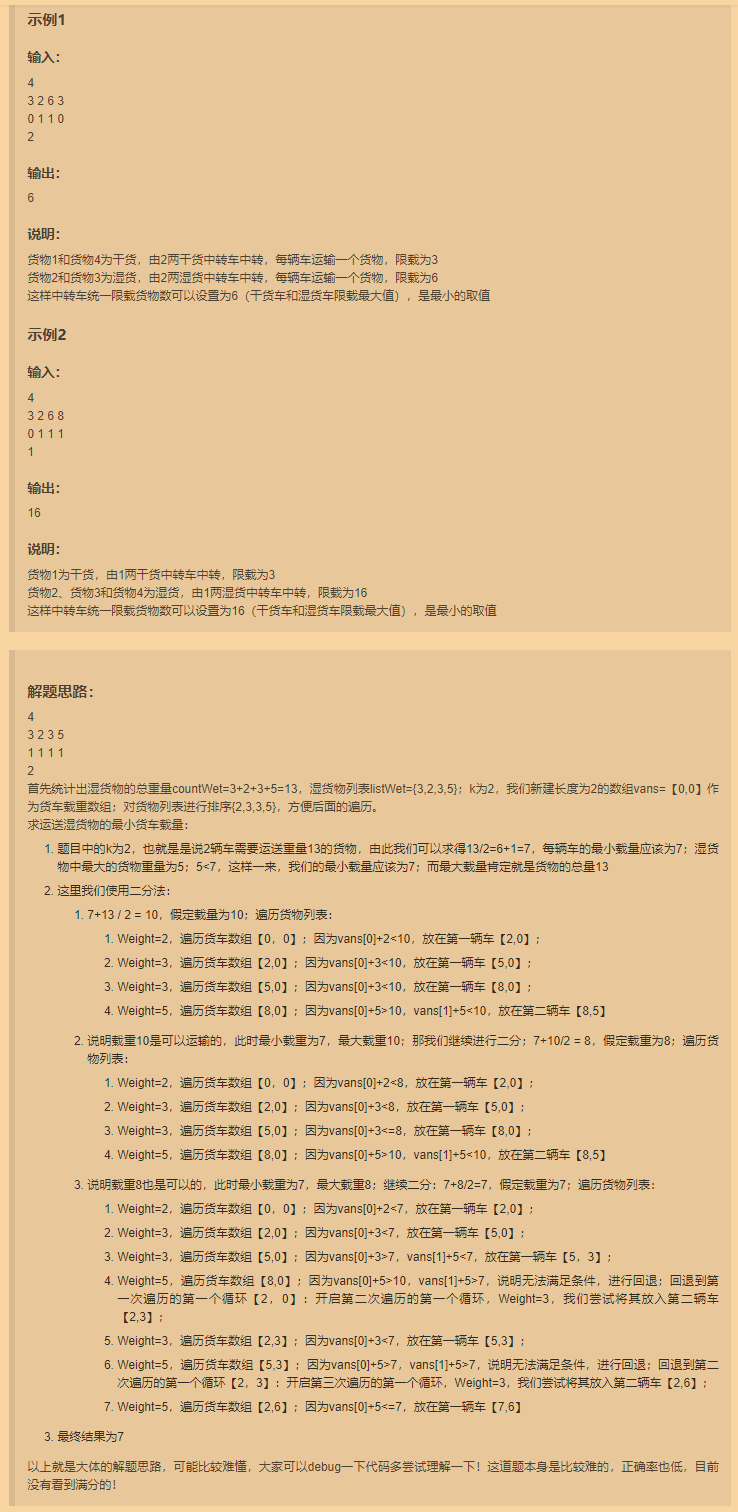 示例1
输入：
4
3 2 6 3
0 1 1 0
2
输出：
6
说明：
货物1和货物4为干货，由2两干货中转车中转，每辆车运输一个货物，限载为3
货物2和货物3为湿货，由2两湿货中转车中转，每辆车运输一个货物，限载为6
这样中转车统一限载货物数可以设置为6（干货车和湿货车限载最大值），是最小的取值
示例2
输入：
4
3 2 6 8
0 1 1 1
1
输出：
16
说明：
货物1为干货，由1两干货中转车中转，限载为3
货物2、货物3和货物4为湿货，由1两湿货中转车中转，限载为16
这样中转车统一限载货物数可以设置为16（干货车和湿货车限载最大值），是最小的取值
解题思路：
4
3 2 3 5
1 1 1 1
2
首先统计出湿货物的总重量countWet=3+2+3+5=13，湿货物列表listWet={3,2,3,5}；k为2，我们新建长度为2的数组vans=【0,0】作
为货车载重数组；对货物列表进行排序{2,3,3,5}，方便后面的遍历。
求运送湿货物的最小货车载量：
1. 题目中的k为2，也就是是说2辆车需要运送重量13的货物，由此我们可以求得13/2=6+1=7，每辆车的最小载量应该为7；湿货
物中最大的货物重量为5；5<7，这样一来，我们的最小载量应该为7；而最大载量肯定就是货物的总量13
2. 这里我们使用二分法：
1. 7+13 / 2 = 10，假定载量为10；遍历货物列表：
1. Weight=2，遍历货车数组【0，0】；因为vans[0]+2<10，放在第一辆车【2,0】；
2. Weight=3，遍历货车数组【2,0】；因为vans[0]+3<10，放在第一辆车【5,0】；
3. Weight=3，遍历货车数组【5,0】；因为vans[0]+3<10，放在第一辆车【8,0】；
4. Weight=5，遍历货车数组【8,0】；因为vans[0]+5>10，vans[1]+5<10，放在第二辆车【8,5】
2. 说明载重10是可以运输的，此时最小载重为7，最大载重10；那我们继续进行二分；7+10/2 = 8，假定载重为8；遍历货
物列表：
1. Weight=2，遍历货车数组【0，0】；因为vans[0]+2<8，放在第一辆车【2,0】；
2. Weight=3，遍历货车数组【2,0】；因为vans[0]+3<8，放在第一辆车【5,0】；
3. Weight=3，遍历货车数组【5,0】；因为vans[0]+3<=8，放在第一辆车【8,0】；
4. Weight=5，遍历货车数组【8,0】；因为vans[0]+5>10，vans[1]+5<10，放在第二辆车【8,5】
3. 说明载重8也是可以的，此时最小载重为7，最大载重8；继续二分：7+8/2=7，假定载重为7；遍历货物列表：
1. Weight=2，遍历货车数组【0，0】；因为vans[0]+2<7，放在第一辆车【2,0】；
2. Weight=3，遍历货车数组【2,0】；因为vans[0]+3<7，放在第一辆车【5,0】；
3. Weight=3，遍历货车数组【5,0】；因为vans[0]+3>7，vans[1]+5<7，放在第一辆车【5，3】；
4. Weight=5，遍历货车数组【8,0】；因为vans[0]+5>10，vans[1]+5>7，说明无法满足条件，进行回退；回退到第
一次遍历的第一个循环【2，0】：开启第二次遍历的第一个循环，Weight=3，我们尝试将其放入第二辆车
【2,3】；
5. Weight=3，遍历货车数组【2,3】；因为vans[0]+3<7，放在第一辆车【5,3】；
6. Weight=5，遍历货车数组【5,3】；因为vans[0]+5>7，vans[1]+5>7，说明无法满足条件，进行回退；回退到第二
次遍历的第一个循环【2，3】：开启第三次遍历的第一个循环，Weight=3，我们尝试将其放入第二辆车【2,6】；
7. Weight=5，遍历货车数组【2,6】；因为vans[0]+5<=7，放在第一辆车【7,6】
3. 最终结果为7
以上就是大体的解题思路，可能比较难懂，大家可以debug一下代码多尝试理解一下！这道题本身是比较难的，正确率也低，目前
没有看到满分的！